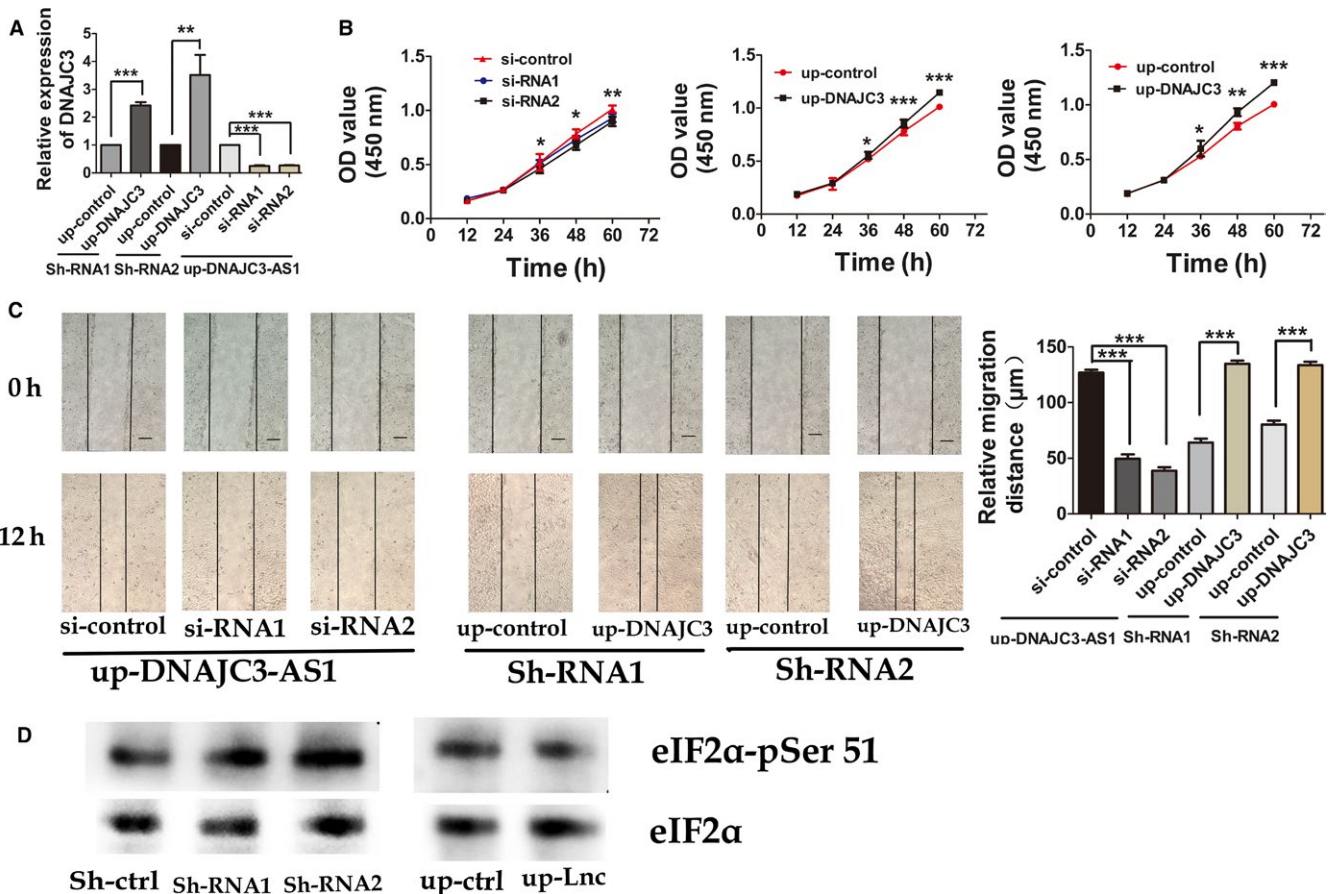 A
Relative expression
of DNAJC3
5
4
3
2
1
0
***
**
***
***
up-control
up-DNAJC3
up-control
up-DNAJC3
si-control
si-RNA1
si-RNA2
Sh-RNA1 Sh-RNA2 up-DNAJC3-AS1
B
OD value
(450 nm)
1.5
1.0
0.5
0.0
si-control
si-RNA1
si-RNA2
* * **
0 12 24 36 48 60 72
Time (h)
OD value
(450 nm)
1.5
1.0
0.5
0.0
up-control
up-DNAJC3
* *** ***
0 12 24 36 48 60 72
Time (h)
OD value
(450 nm)
1.5
1.0
0.5
0.0
up-control
up-DNAJC3
* ** ***
0 12 24 36 48 60 72
Time (h)
C
0 h
12 h
si-control si-RNA1 si-RNA2 up-control up-DNAJC3 up-control up-DNAJC3
up-DNAJC3-AS1 Sh-RNA1 Sh-RNA2
Relative migration
distance (μm)
150
100
50
0
***
***
***
***
si-control
si-RNA1
si-RNA2
up-control
up-DNAJC3
up-control
up-DNAJC3
up-DNAJC3-AS1 Sh-RNA1 Sh-RNA2
D
eIF2α-pSer 51
eIF2α
Sh-ctrl Sh-RNA1 Sh-RNA2 up-ctrl up-Lnc